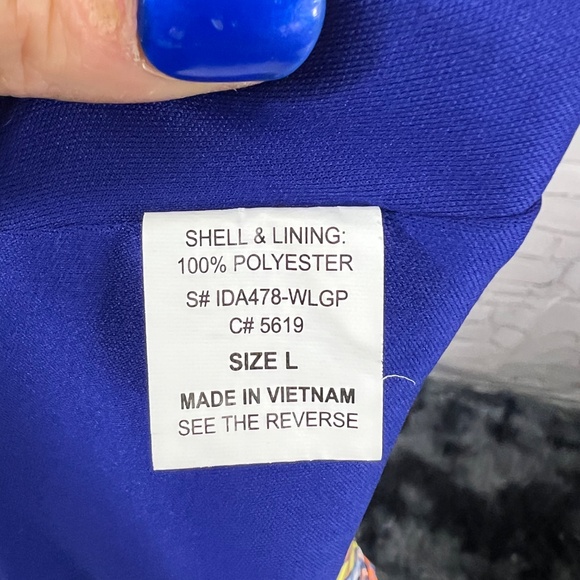 SHELL & LINING:
100% POLYESTER
S# IDA478-WLGP
C# 5619
SIZE L
MADE IN VIETNAM
SEE THE REVERSE